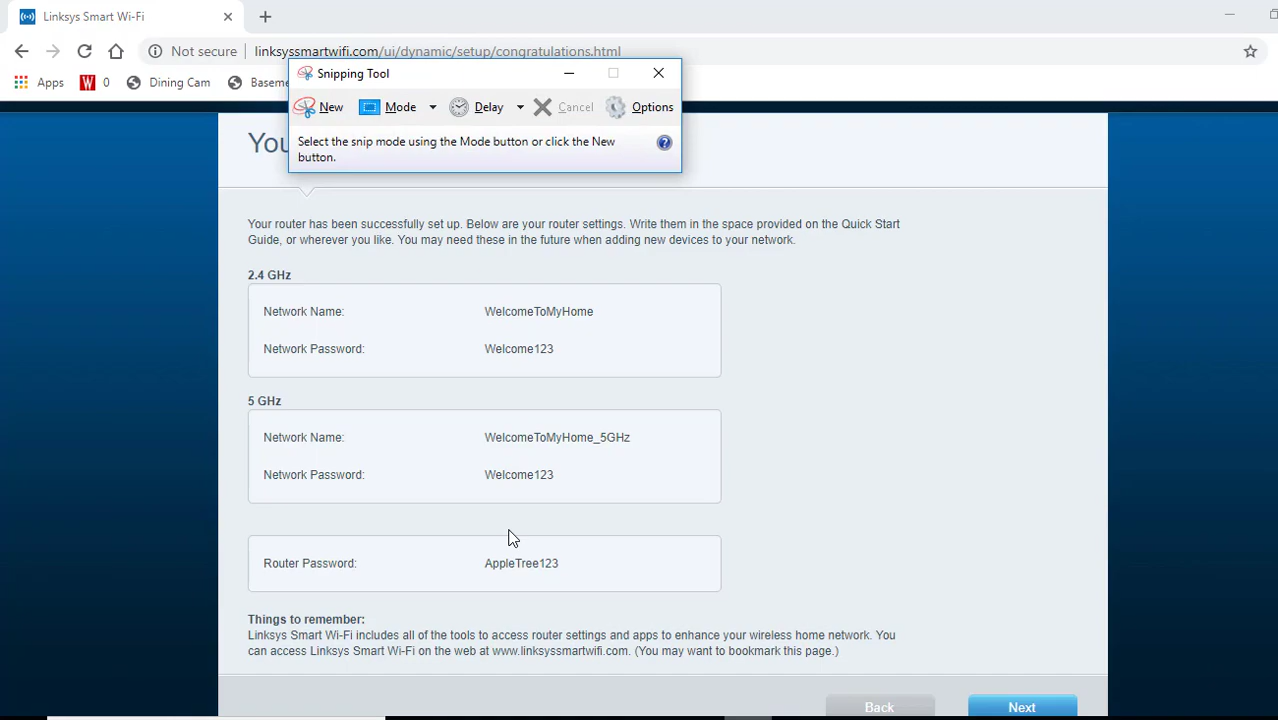 Linksys Smart Wi-Fi
Not secure linksyssmartwifi.com/ui/dynamic/setup/congratulations.html
Apps 0 Dining Cam Baseme
Snipping Tool
New Mode Delay Cancel Options
Select the snip mode using the Mode button or click the New
button.
You
Your router has been successfully set up. Below are your router settings. Write them in the space provided on the Quick Start
Guide, or wherever you like. You may need these in the future when adding new devices to your network.
2.4 GHz
Network Name: WelcomeToMyHome
Network Password: Welcome123
5 GHz
Network Name: WelcomeToMyHome_5GHz
Network Password: Welcome123
Router Password: AppleTree123
Things to remember:
Linksys Smart Wi-Fi includes all of the tools to access router settings and apps to enhance your wireless home network. You
can access Linksys Smart Wi-Fi on the web at www.linksyssmartwifi.com. (You may want to bookmark this page.)
Back Next